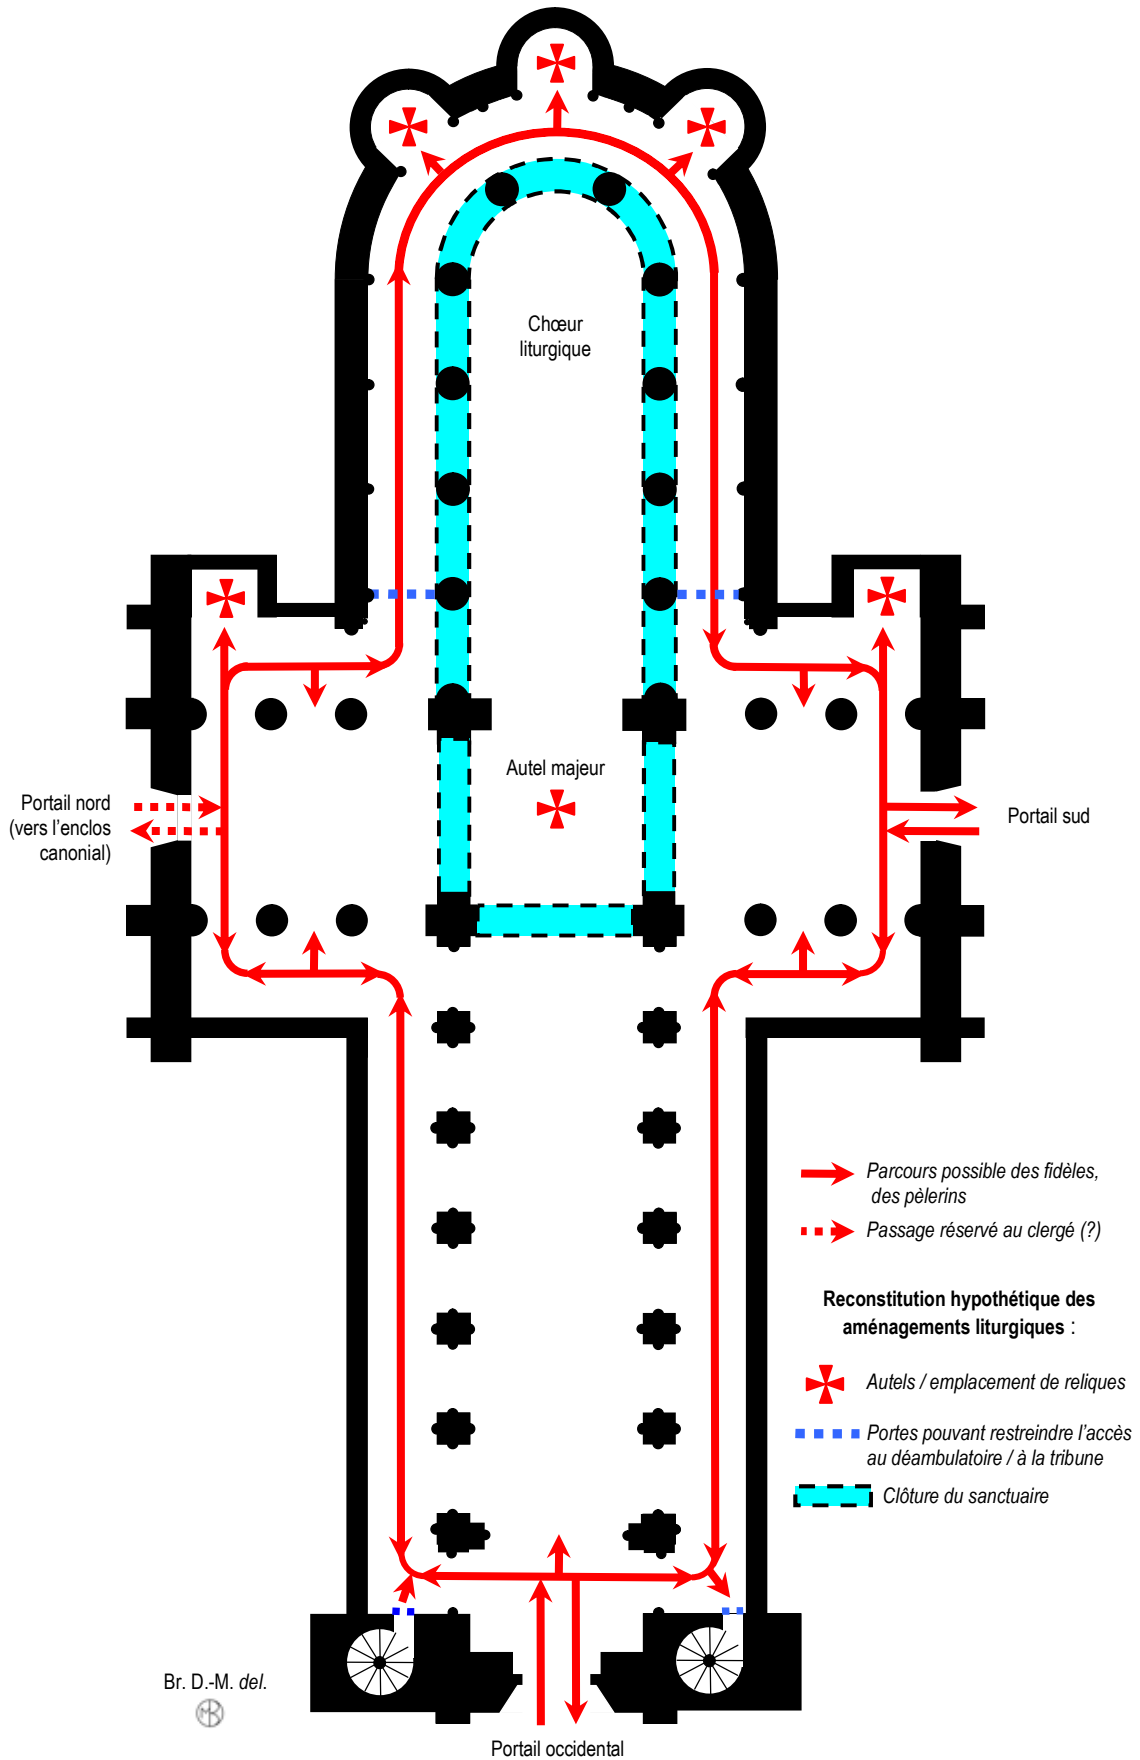 Chœur
liturgique
Autel majeur
Portail nord
(vers l’enclos
canonial)
Portail sud
Parcours possible des fidèles,
des pèlerins
Passage réservé au clergé (?)
Reconstitution hypothétique des
aménagements liturgiques :
Autels / emplacement de reliques
Portes pouvant restreindre l’accès
au déambulatoire / à la tribune
Clôture du sanctuaire
Br. D.-M. del.
Portail occidental